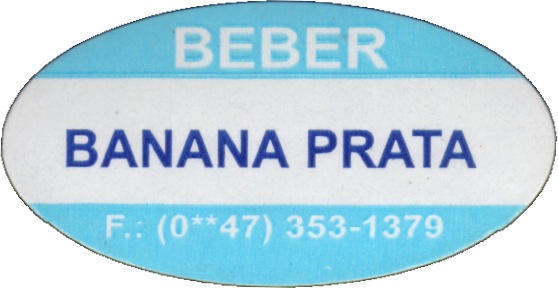 BEBER
BANANA PRATA
F.: (0**47) 353-1379